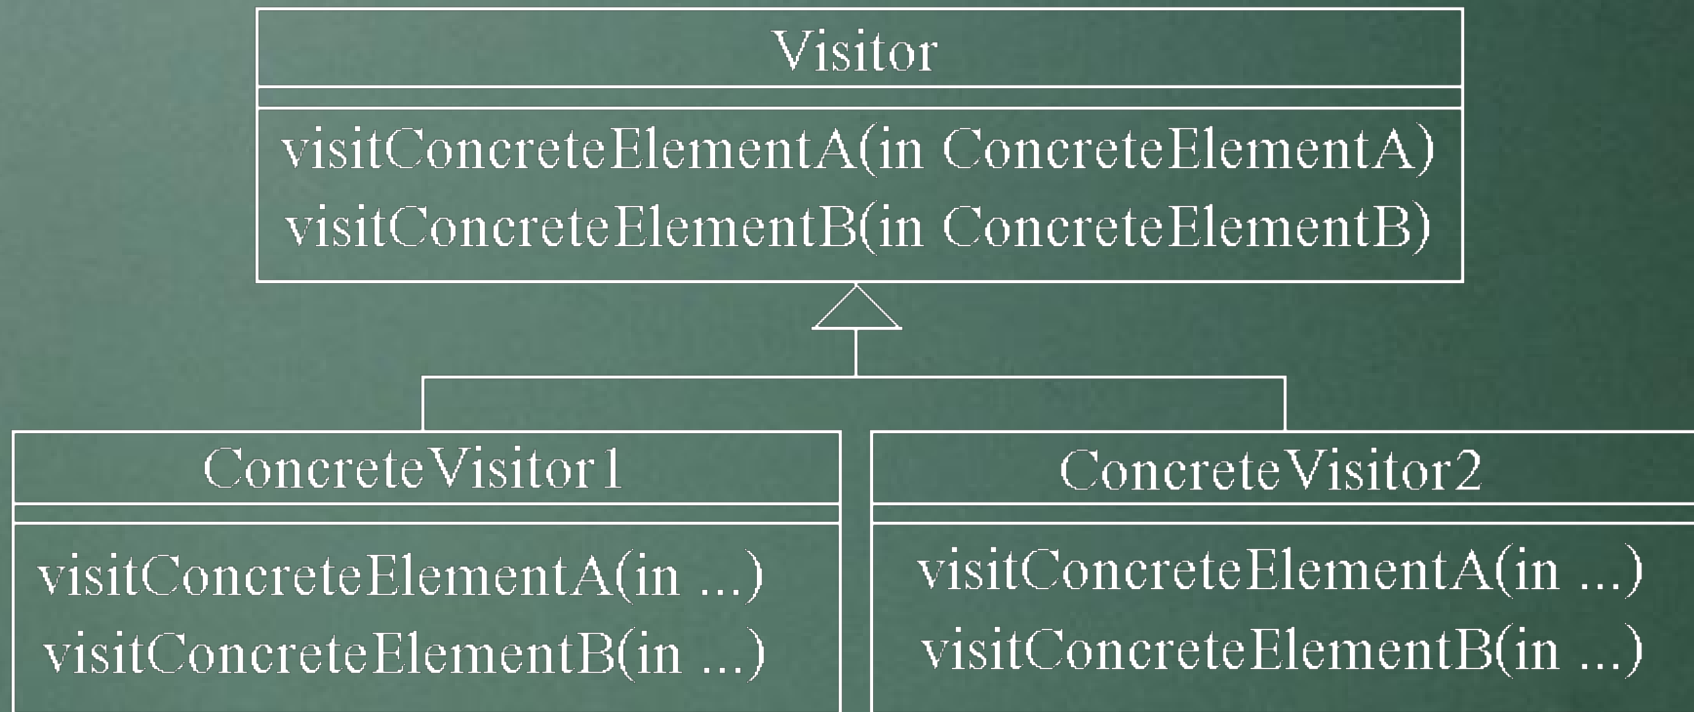 Visitor
visitConcreteElementA(in ConcreteElementA)
visitConcreteElementB(in ConcreteElementB)
ConcreteVisitor1
visitConcreteElementA(in ...)
visitConcreteElementB(in ...)
ConcreteVisitor2
visitConcreteElementA(in ...)
visitConcreteElementB(in ...)